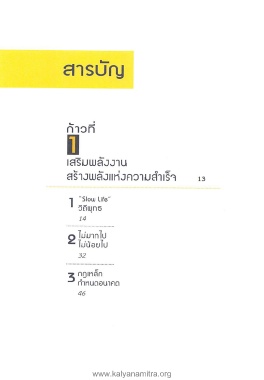 สารบัญ
ก้าวที่
1
เสริมพลังงาน
สร้างพลังแห่งความสำเร็จ 13
1 "Slow Life"
วิถีพุทธ
14
2 ไม่มากไป
ไม่น้อยไป
32
3 กฎเหล็ก
กำหนดอนาคต
46
www.kalyanamitra.org